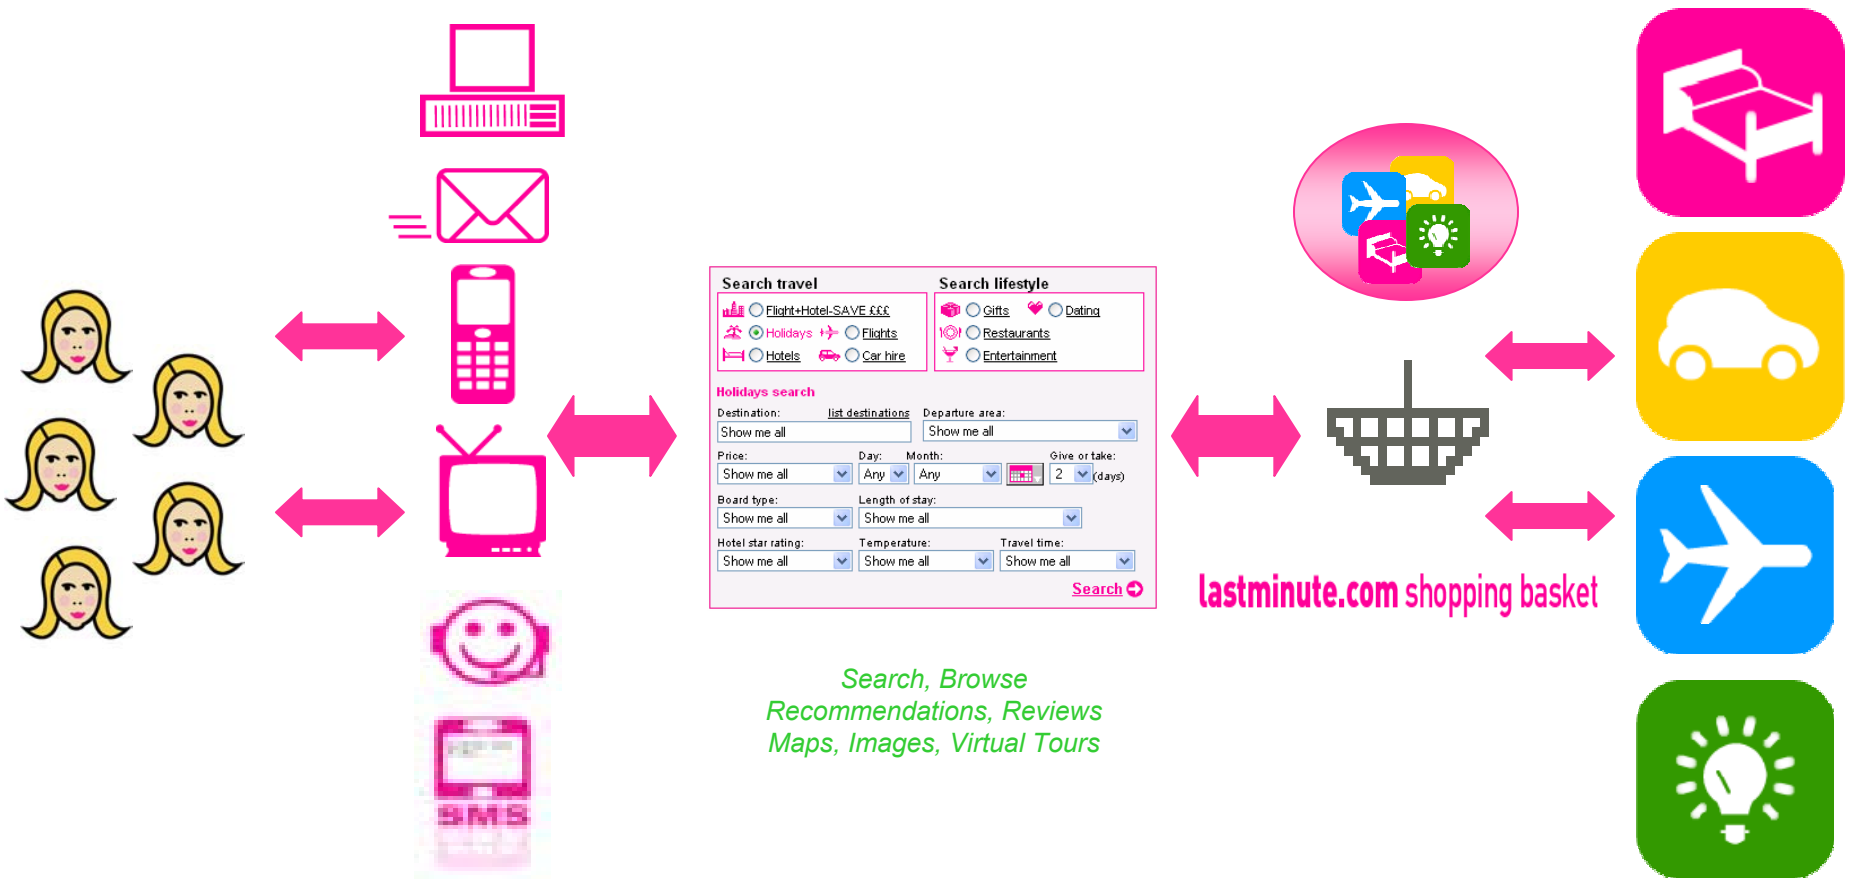 Search travel
Search lifestyle
Flight+Hotel-SAVE £££
Gifts
Dating
Holidays
Flights
Restaurants
Hotels
Car hire
Entertainment
Holidays search
Destination:
list destinations
Departure area:
Show me all
Show me all
Price:
Day:
Month:
Give or take:
Show me all
Any
Any
2
(days)
Board type:
Length of stay:
Show me all
Show me all
Hotel star rating:
Temperature:
Travel time:
Show me all
Show me all
Show me all
Search
lastminute.com shopping basket
Search, Browse
Recommendations, Reviews
Maps, Images, Virtual Tours
SMS